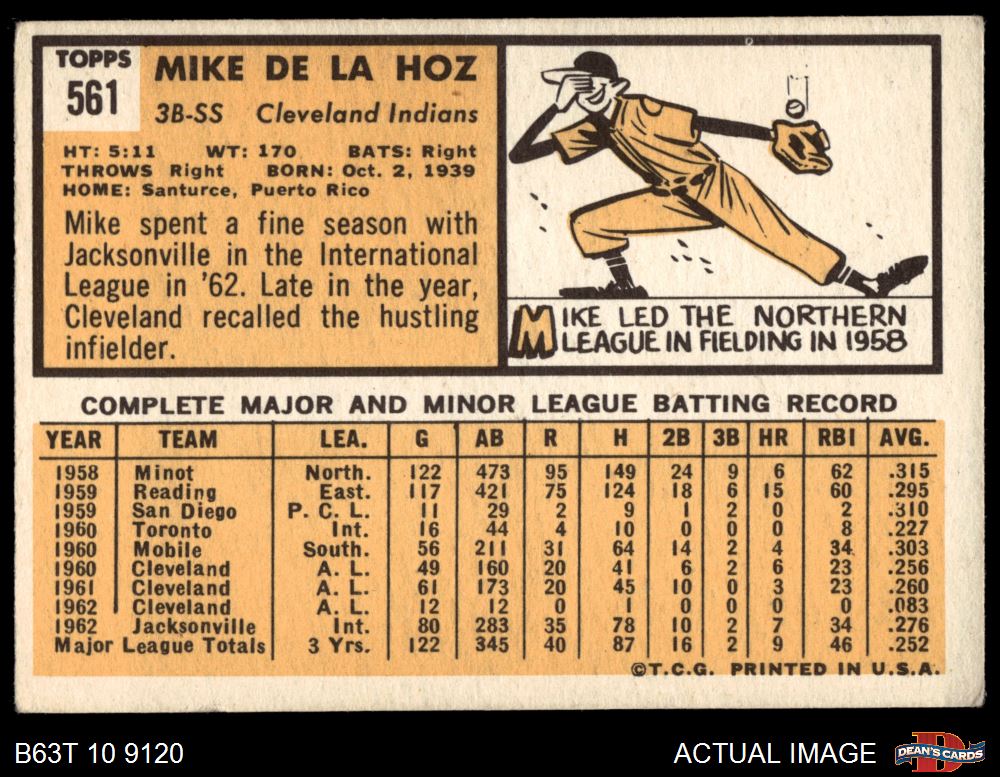 TOPPS
561
MIKE DE LA HOZ
3B-SS Cleveland Indians
HT: 5:11 WT: 170 BATS: Right
THROWS Right BORN: Oct. 2, 1939
HOME: Santurce, Puerto Rico
Mike spent a fine season with
Jacksonville in the International
League in '62. Late in the year,
Cleveland recalled the hustling
infielder.
MIKE LED THE NORTHERN
LEAGUE IN FIELDING IN 1958
COMPLETE MAJOR AND MINOR LEAGUE BATTING RECORD
YEAR TEAM LEA. G AB R H 2B 3B HR RBI AVG.
1958 Minot North. 122 473 95 149 24 9 6 62 .315
1959 Reading East. 117 421 75 124 18 6 15 60 .295
1959 San Diego P. C. L. 11 29 2 9 1 2 0 2 .310
1960 Toronto Int. 16 44 4 10 0 0 0 8 .227
1960 Mobile South. 56 211 31 64 14 2 4 34 .303
1960 Cleveland A. L. 49 160 20 41 6 2 6 23 .256
1961 Cleveland A. L. 61 173 20 45 10 0 3 23 .260
1962 Cleveland A. L. 12 12 0 1 0 0 0 0 .083
1962 Jacksonville Int. 80 283 35 78 10 2 7 34 .276
Major League Totals 3 Yrs. 122 345 40 87 16 2 9 46 .252
©T.C.G. PRINTED IN U.S.A.
B63T 10 9120
ACTUAL IMAGE
DEAN'S CARDS